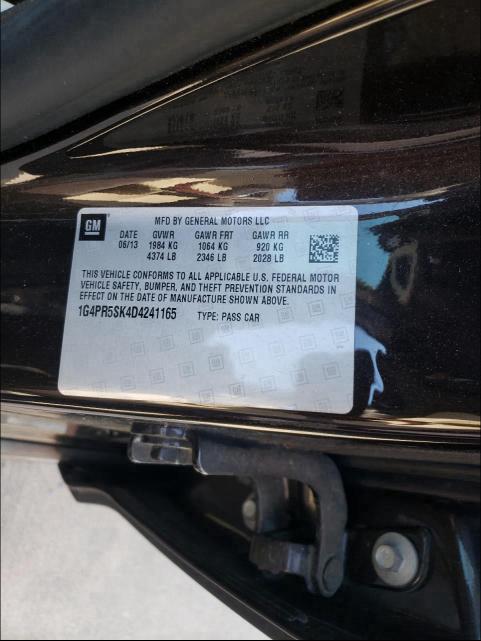 GM
MFD BY GENERAL MOTORS LLC
DATE GVWR GAWR FRT GAWR RR
06/13 1984 KG 1064 KG 920 KG
4374 LB 2346 LB 2028 LB
THIS VEHICLE CONFORMS TO ALL APPLICABLE U.S. FEDERAL MOTOR
VEHICLE SAFETY, BUMPER, AND THEFT PREVENTION STANDARDS
IN EFFECT ON THE DATE OF MANUFACTURE SHOWN ABOVE.
1G4PR5SK4D4241165 TYPE: PASS CAR